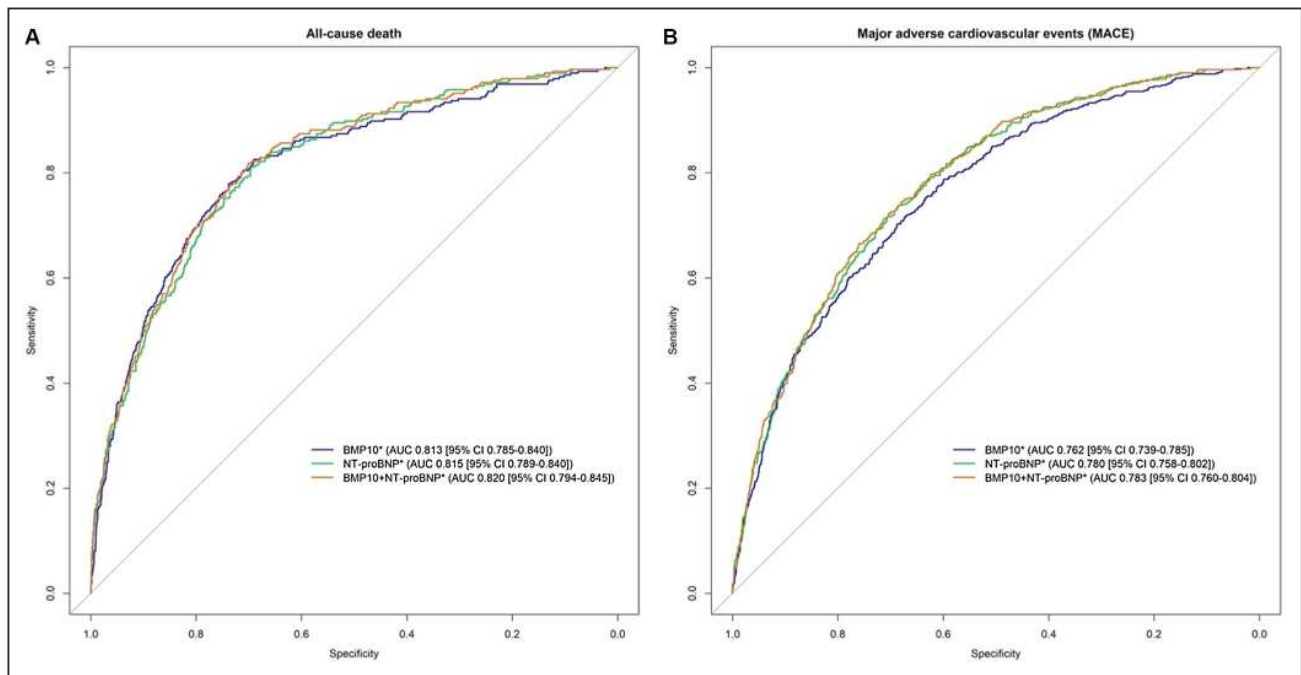 A
All-cause death
Sensitivity
1.0
0.8
0.6
0.4
0.2
0.0
BMP10* (AUC 0.813 [95% CI 0.785-0.840])
NT-proBNP* (AUC 0.815 [95% CI 0.789-0.840])
BMP10+NT-proBNP* (AUC 0.820 [95% CI 0.794-0.845])
1.0 0.8 0.6 0.4 0.2 0.0
Specificity
B
Major adverse cardiovascular events (MACE)
Sensitivity
1.0
0.8
0.6
0.4
0.2
0.0
BMP10* (AUC 0.762 [95% CI 0.739-0.785])
NT-proBNP* (AUC 0.780 [95% CI 0.758-0.802])
BMP10+NT-proBNP* (AUC 0.783 [95% CI 0.760-0.804])
1.0 0.8 0.6 0.4 0.2 0.0
Specificity